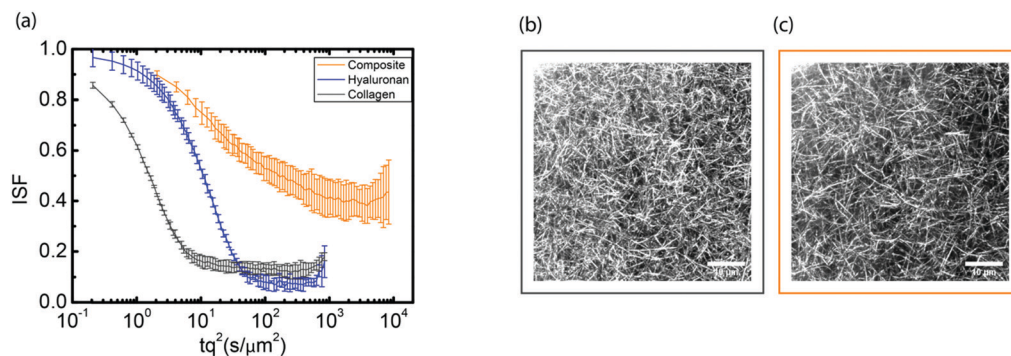 (a)
1.0
0.8
0.6
0.4
0.2
0.0
ISF
Composite
Hyaluronan
Collagen
10⁻¹ 10⁰ 10¹ 10² 10³ 10⁴
tq²(s/μm²)
(b)
10 μm
(c)
10 μm